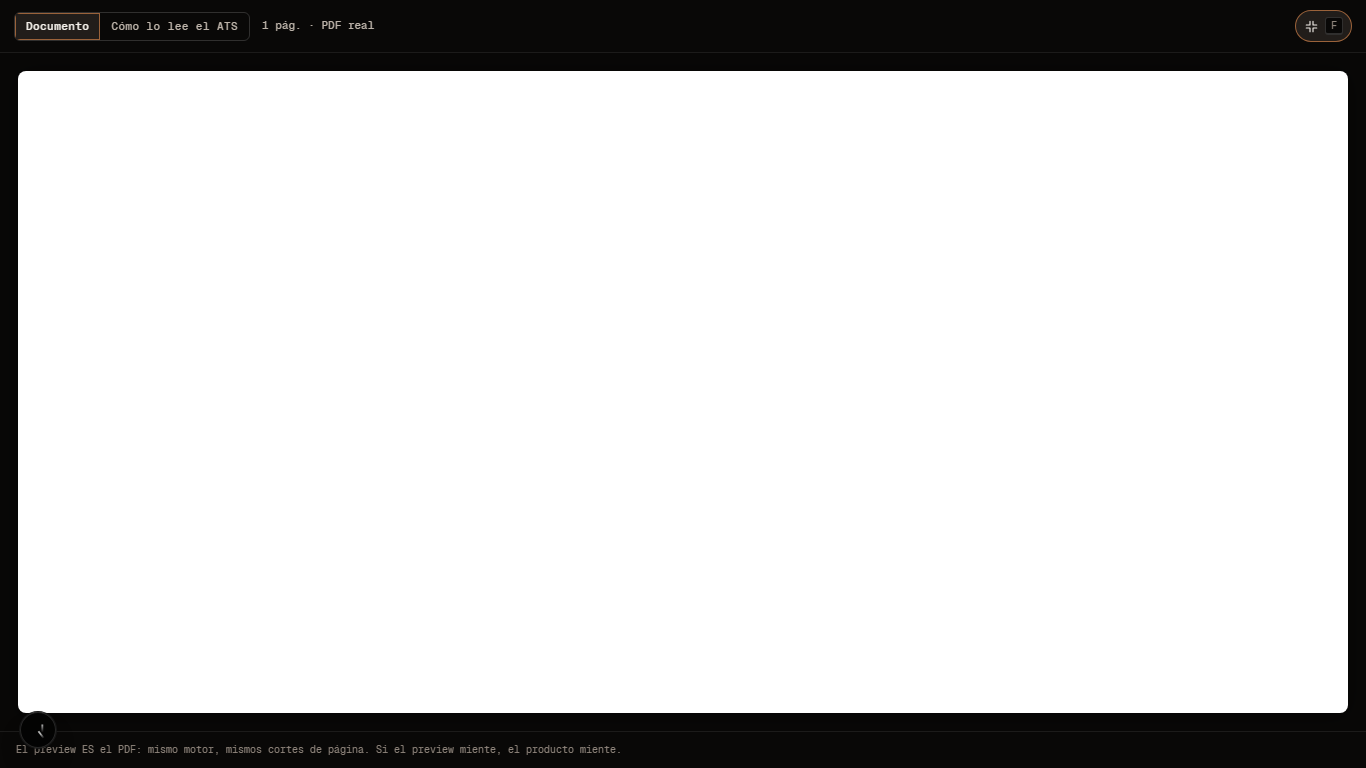 Documento Cómo lo lee el ATS 1 pág. · PDF real F
El preview ES el PDF: mismo motor, mismos cortes de página. Si el preview miente, el producto miente.